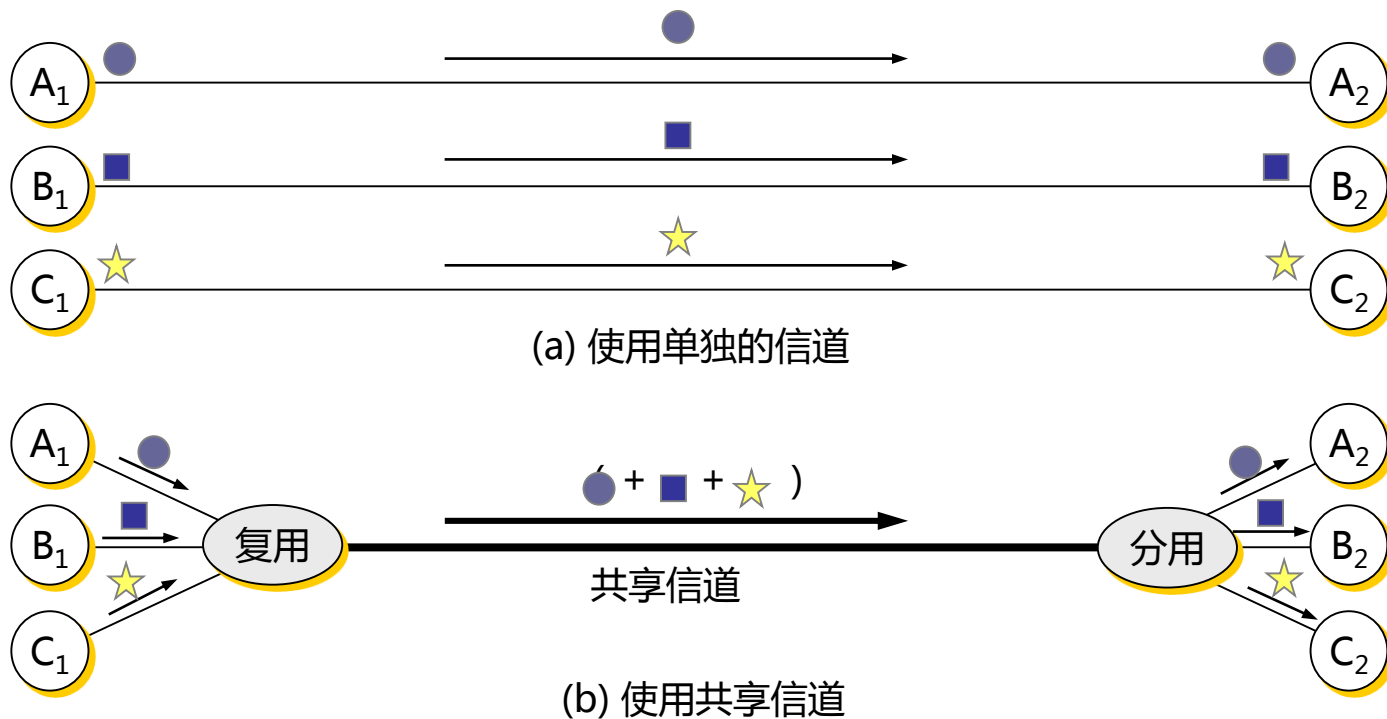 A₁ A₂
B₁ B₂
C₁ C₂
(a) 使用单独的信道
A₁ ( + + ) A₂
B₁ 复用 分用 B₂
共享信道
C₁ C₂
(b) 使用共享信道